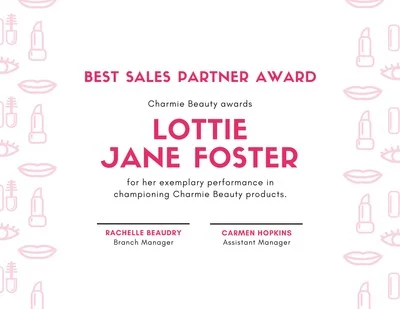 BEST SALES PARTNER AWARD
Charmie Beauty awards
LOTTIE
JANE FOSTER
for her exemplary performance in
championing Charmie Beauty products.
RACHELLE BEAUDRY
Branch Manager
CARMEN HOPKINS
Assistant Manager